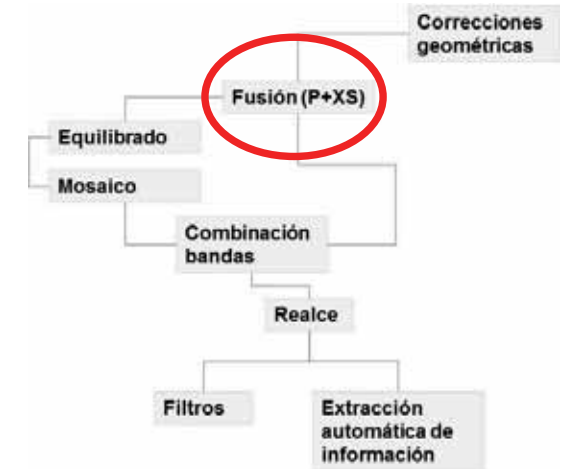 Correcciones
geométricas
Fusión (P+XS)
Equilibrado
Mosaico
Combinación
bandas
Realce
Filtros
Extracción
automática de
información